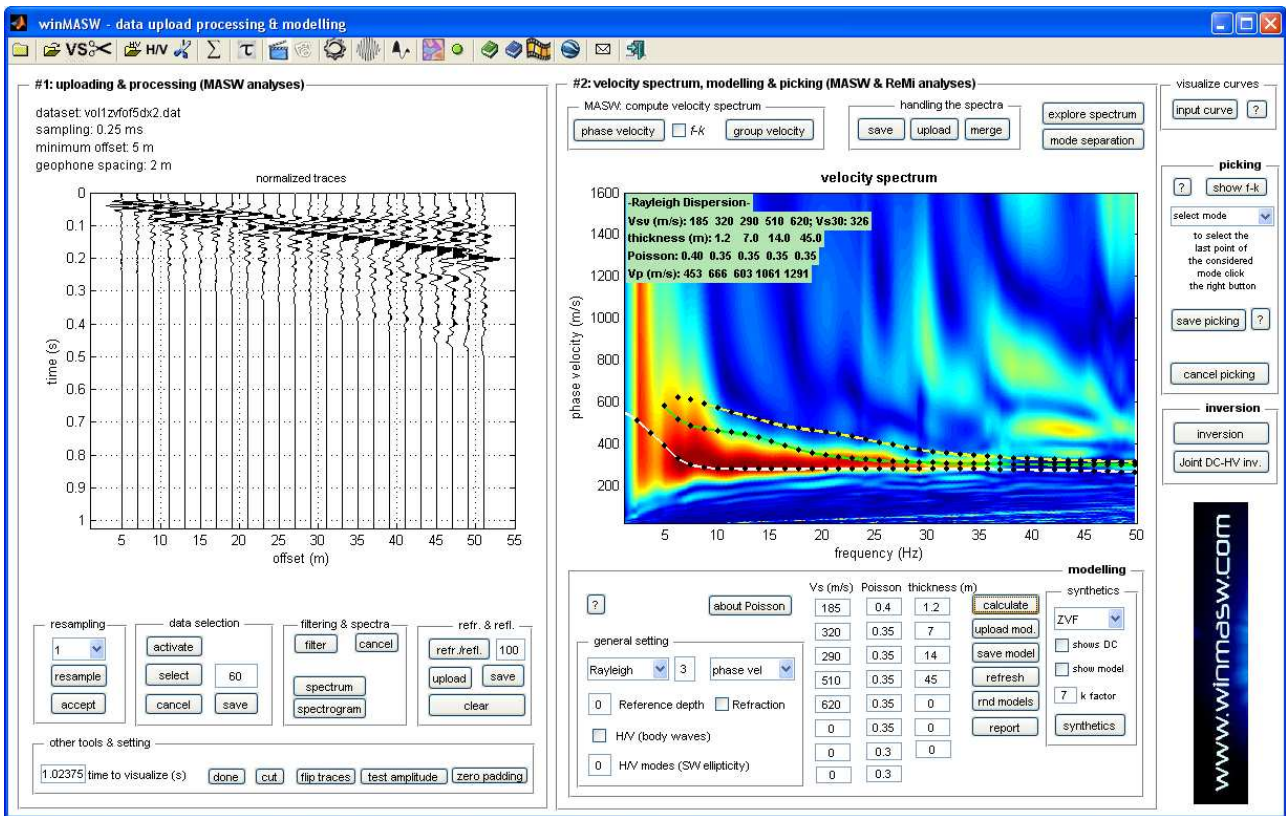 winMASW - data upload processing & modelling
VS
H/V
Σ
τ
#1: uploading & processing (MASW analyses)
dataset: vol1zvfof5dx2.dat
sampling: 0.25 ms
minimum offset: 5 m
geophone spacing: 2 m
normalized traces
0
0.1
0.2
0.3
0.4
0.5
0.6
0.7
0.8
0.9
1
time (s)
5 10 15 20 25 30 35 40 45 50 55
offset (m)
resampling
1
resample
accept
data selection
activate
select 60
cancel save
filtering & spectra
filter cancel
spectrum
spectrogram
refr. & refl.
refr./refl. 100
upload save
clear
other tools & setting
1.02375 time to visualize (s) done cut flip traces test amplitude zero padding
#2: velocity spectrum, modelling & picking (MASW & ReMi analyses)
MASW: compute velocity spectrum
phase velocity f-k group velocity
handling the spectra
save upload merge
explore spectrum
mode separation
velocity spectrum
-Rayleigh Dispersion-
Vsv (m/s): 185 320 290 510 620; Vs30: 326
thickness (m): 1.2 7.0 14.0 45.0
Poisson: 0.40 0.35 0.35 0.35 0.35
Vp (m/s): 453 666 603 1061 1291
1600
1400
1200
1000
800
600
400
200
phase velocity (m/s)
5 10 15 20 25 30 35 40 45 50
frequency (Hz)
modelling
? about Poisson
general setting
Rayleigh 3 phase vel
0 Reference depth Refraction
H/V (body waves)
0 H/V modes (SW ellipticity)
Vs (m/s) Poisson thickness (m)
185 0.4 1.2
320 0.35 7
290 0.35 14
510 0.35 45
620 0.35 0
0 0.35 0
0 0.3 0
0 0.3
calculate
upload mod.
save model
refresh
rnd models
report
synthetics
ZVF
shows DC
show model
7 k factor
synthetics
visualize curves
input curve ?
picking
? show f-k
select mode
to select the
last point of
the considered
mode click
the right button
save picking ?
cancel picking
inversion
inversion
Joint DC-HV inv.
www.winmasw.com